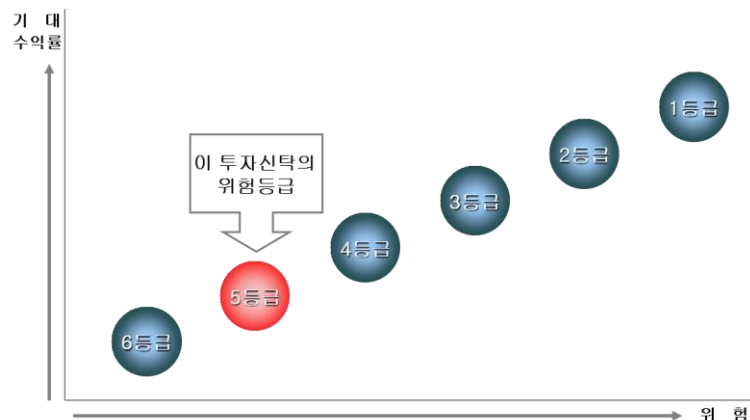 기 대
수익률
1등급
2등급
이 투자신탁의
위험등급
3등급
4등급
5등급
6등급
위 험